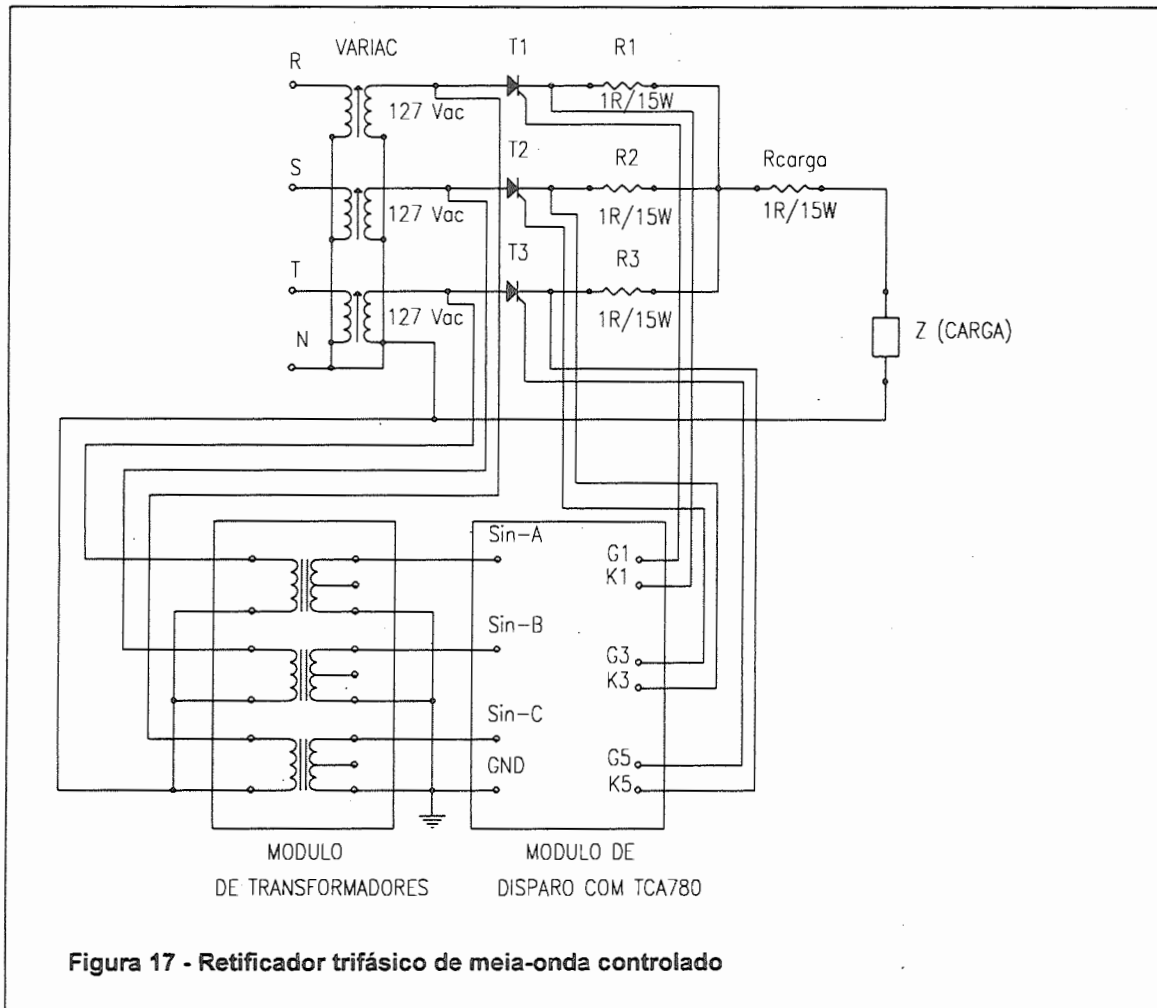 R VARIAC T1 R1
127 Vac 1R/15W
T2
S R2 Rcarga
127 Vac 1R/15W 1R/15W
T3
T R3
127 Vac 1R/15W
N Z (CARGA)
Sin-A
G1
K1
Sin-B
G3
K3
Sin-C
GND G5
K5
MODULO
DE TRANSFORMADORES
MODULO DE
DISPARO COM TCA780
Figura 17 - Retificador trifásico de meia-onda controlado